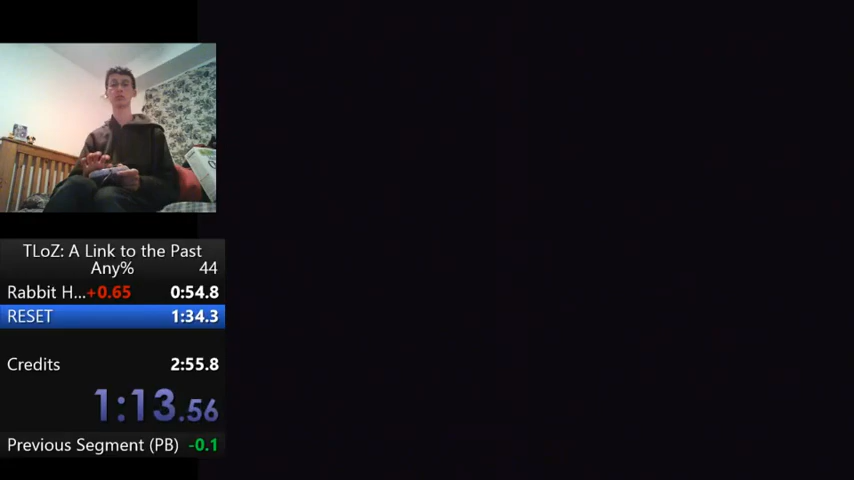 TLoZ: A Link to the Past
Any% 44
Rabbit H...+0.65 0:54.8
RESET 1:34.3
Credits 2:55.8
1:13.56
Previous Segment (PB) -0.1